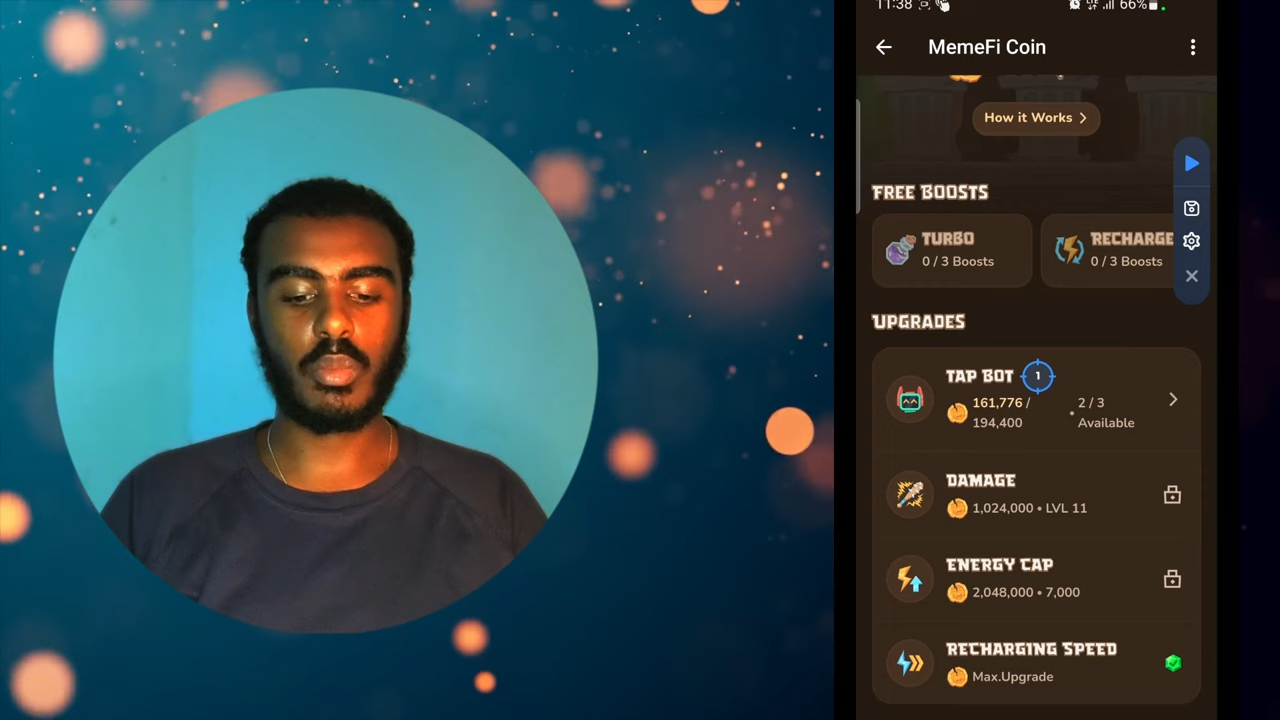 11:38
66%
MemeFi Coin
How it Works
FREE BOOSTS
TURBO
0 / 3 Boosts
RECHARGE
0 / 3 Boosts
UPGRADES
TAP BOT
1
161,776 /
194,400
• 2 / 3
Available
DAMAGE
1,024,000 • LVL 11
ENERGY CAP
2,048,000 • 7,000
RECHARGING SPEED
Max.Upgrade